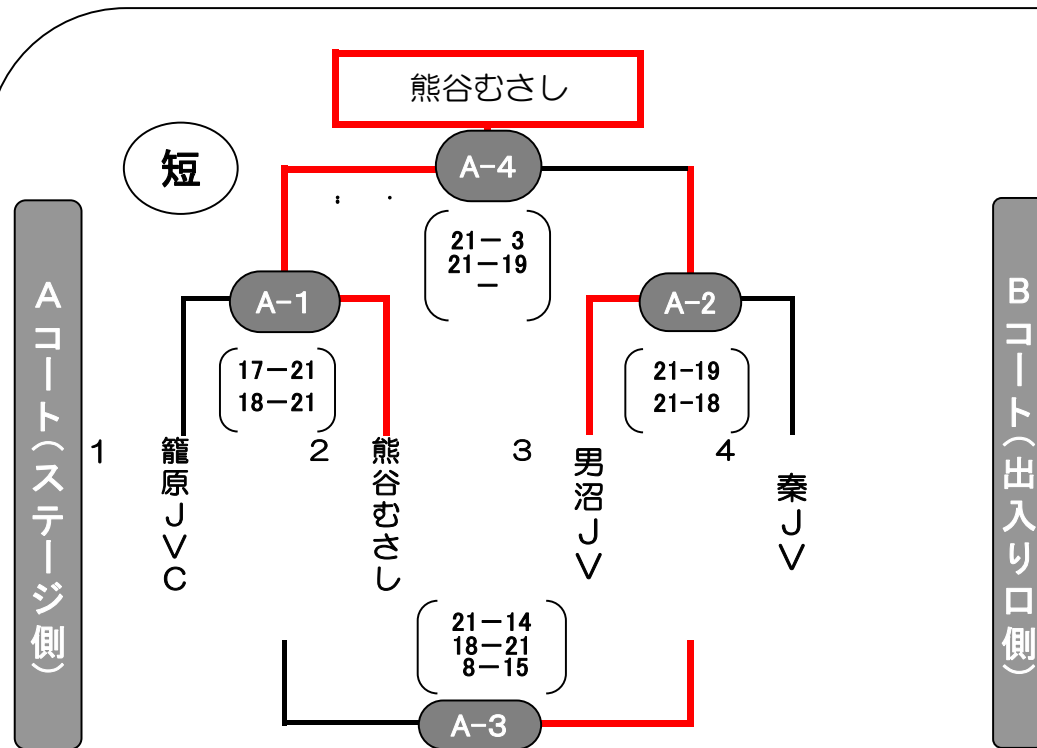 熊谷むさし
短
A-4
21－ 3
21－19
－
A-1
17－21
18－21
A-2
21-19
21-18
1
籠原ＪＶＣ
2
熊谷むさし
3
男沼ＪＶ
4
秦ＪＶ
21－14
18－21
8－15
A-3
Aコート（ステージ側）
Bコート（出入り口側）